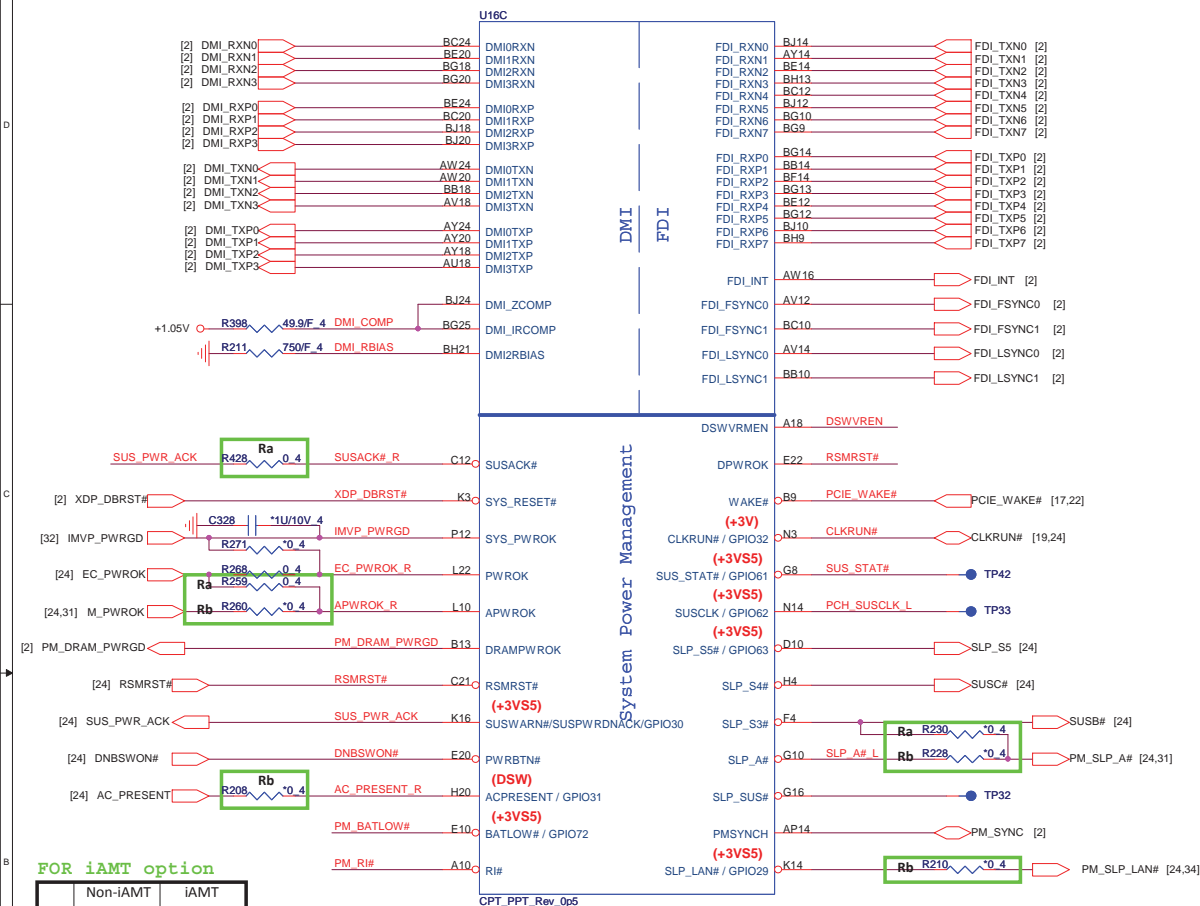 U16C
[2] DMI_RXN0 BC24 DMI0RXN FDI_RXN0 BJ14 FDI_TXN0 [2]
[2] DMI_RXN1 BE20 DMI1RXN FDI_RXN1 AY14 FDI_TXN1 [2]
[2] DMI_RXN2 BG18 DMI2RXN FDI_RXN2 BE14 FDI_TXN2 [2]
[2] DMI_RXN3 BG20 DMI3RXN FDI_RXN3 BH13 FDI_TXN3 [2]
FDI_RXN4 BC12 FDI_TXN4 [2]
[2] DMI_RXP0 BE24 DMI0RXP FDI_RXN5 BJ12 FDI_TXN5 [2]
[2] DMI_RXP1 BC20 DMI1RXP FDI_RXN6 BG10 FDI_TXN6 [2]
[2] DMI_RXP2 BJ18 DMI2RXP FDI_RXN7 BG9 FDI_TXN7 [2]
[2] DMI_RXP3 BJ20 DMI3RXP
D
FDI_RXP0 BG14 FDI_TXP0 [2]
[2] DMI_TXN0 AW24 DMI0TXN FDI_RXP1 BB14 FDI_TXP1 [2]
[2] DMI_TXN1 AW20 DMI1TXN FDI_RXP2 BF14 FDI_TXP2 [2]
[2] DMI_TXN2 BB18 DMI2TXN FDI_RXP3 BG13 FDI_TXP3 [2]
[2] DMI_TXN3 AV18 DMI3TXN FDI_RXP4 BE12 FDI_TXP4 [2]
FDI_RXP5 BG12 FDI_TXP5 [2]
[2] DMI_TXP0 AY24 DMI0TXP FDI_RXP6 BJ10 FDI_TXP6 [2]
[2] DMI_TXP1 AY20 DMI1TXP FDI_RXP7 BH9 FDI_TXP7 [2]
[2] DMI_TXP2 AY18 DMI2TXP
[2] DMI_TXP3 AU18 DMI3TXP
DMI
FDI
FDI_INT AW16 FDI_INT [2]
BJ24 DMI_ZCOMP FDI_FSYNC0 AV12 FDI_FSYNC0 [2]
+1.05V R398 49.9/F_4 DMI_COMP BG25 DMI_IRCOMP FDI_FSYNC1 BC10 FDI_FSYNC1 [2]
R211 750/F_4 DMI_RBIAS BH21 DMI2RBIAS FDI_LSYNC0 AV14 FDI_LSYNC0 [2]
FDI_LSYNC1 BB10 FDI_LSYNC1 [2]
System Power Management
DSWVRMEN A18 DSWVREN
Ra
SUS_PWR_ACK R428 0_4 SUSACK#_R C12 SUSACK# DPWROK E22 RSMRST#
C
[2] XDP_DBRST# XDP_DBRST# K3 SYS_RESET# WAKE# B9 PCIE_WAKE# PCIE_WAKE# [17,22]
C328 *1U/10V_4
(+3V)
[32] IMVP_PWRGD IMVP_PWRGD P12 SYS_PWROK CLKRUN# / GPIO32 N3 CLKRUN# CLKRUN# [19,24]
R271 *0_4
(+3VS5)
[24] EC_PWROK R268 0_4 EC_PWROK_R L22 PWROK SUS_STAT# / GPIO61 G8 SUS_STAT# TP42
Ra R259 0_4
(+3VS5)
[24,31] M_PWROK Rb R260 *0_4 APWROK_R L10 APWROK SUSCLK / GPIO62 N14 PCH_SUSCLK_L TP33
(+3VS5)
[2] PM_DRAM_PWRGD PM_DRAM_PWRGD B13 DRAMPWROK SLP_S5# / GPIO63 D10 SLP_S5 [24]
[24] RSMRST# RSMRST# C21 RSMRST# SLP_S4# H4 SUSC# [24]
(+3VS5)
[24] SUS_PWR_ACK SUS_PWR_ACK K16 SUSWARN#/SUSPWRDNACK/GPIO30 SLP_S3# F4 SUSB# [24]
Ra R230 *0_4
[24] DNBSWON# DNBSWON# E20 PWRBTN# SLP_A# G10 SLP_A#_L Rb R228 *0_4 PM_SLP_A# [24,31]
Rb
(DSW)
[24] AC_PRESENT R208 *0_4 AC_PRESENT_R H20 ACPRESENT / GPIO31 SLP_SUS# G16 TP32
(+3VS5)
PM_BATLOW# E10 BATLOW# / GPIO72 PMSYNCH AP14 PM_SYNC [2]
(+3VS5)
B
PM_RI# A10 RI# SLP_LAN# / GPIO29 K14 Rb R210 *0_4 PM_SLP_LAN# [24,34]
FOR iAMT option
Non-iAMT iAMT
CPT_PPT_Rev_0p5